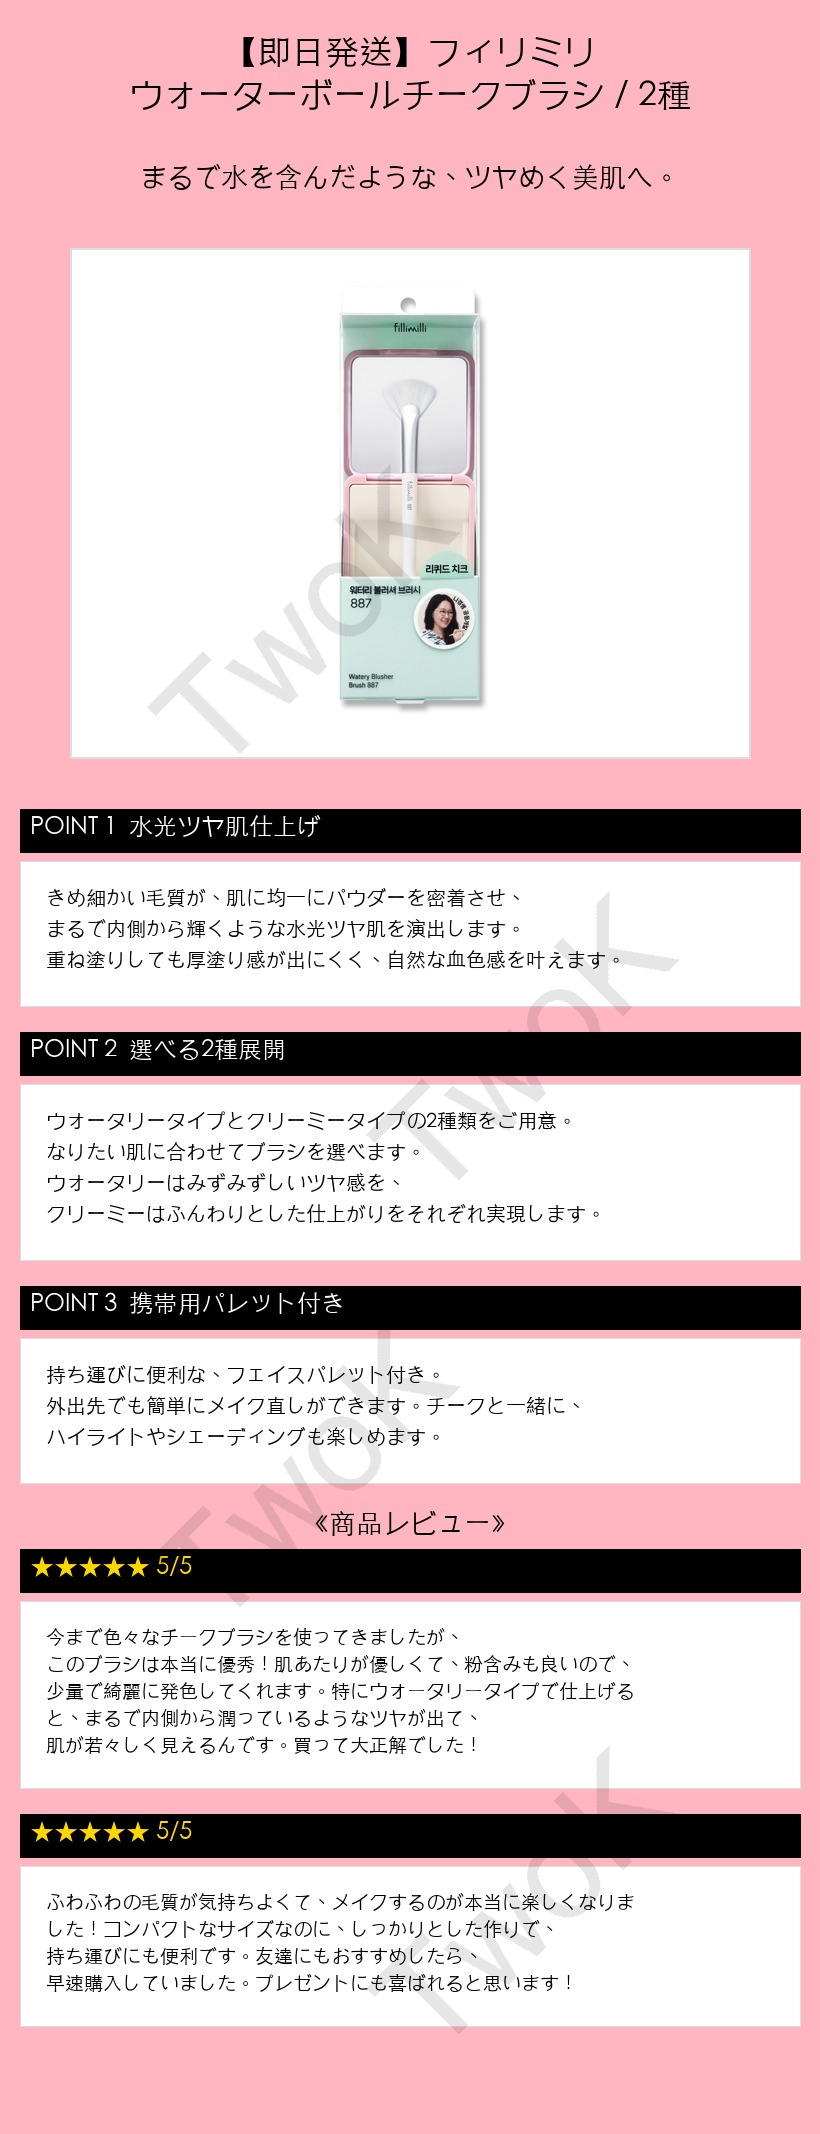 【即日発送】フィリミリ
ウォーターボールチークブラシ / 2種
まるで水を含んだような、ツヤめく美肌へ。
fillimilli
fillimilli 887
리퀴드 치크
워터리 블러셔 브러시
887
Watery Blusher
Brush 887
TwoK
POINT 1 水光ツヤ肌仕上げ
きめ細かい毛質が、肌に均一にパウダーを密着させ、
まるで内側から輝くような水光ツヤ肌を演出します。
重ね塗りしても厚塗り感が出にくく、自然な血色感を叶えます。
TwoK
POINT 2 選べる2種展開
ウオータリータイプとクリーミータイプの2種類をご用意。
なりたい肌に合わせてブラシを選べます。
ウオータリーはみずみずしいツヤ感を、
クリーミーはふんわりとした仕上がりをそれぞれ実現します。
POINT 3 携帯用パレット付き
持ち運びに便利な、フェイスパレット付き。
外出先でも簡単にメイク直しができます。チークと一緒に、
ハイライトやシェーディングも楽しめます。
TwoK
《商品レビュー》
★★★★★ 5/5
今まで色々なチークブラシを使ってきましたが、
このブラシは本当に優秀！肌あたりが優しくて、粉含みも良いので、
少量で綺麗に発色してくれます。特にウオータリータイプで仕上げる
と、まるで内側から潤っているようなツヤが出て、
肌が若々しく見えるんです。買って大正解でした！
★★★★★ 5/5
ふわふわの毛質が気持ちよくて、メイクするのが本当に楽しくなりま
した！コンパクトなサイズなのに、しっかりとした作りで、
持ち運びにも便利です。友達にもおすすめしたら、
早速購入していました。プレゼントにも喜ばれると思います！
TwoK